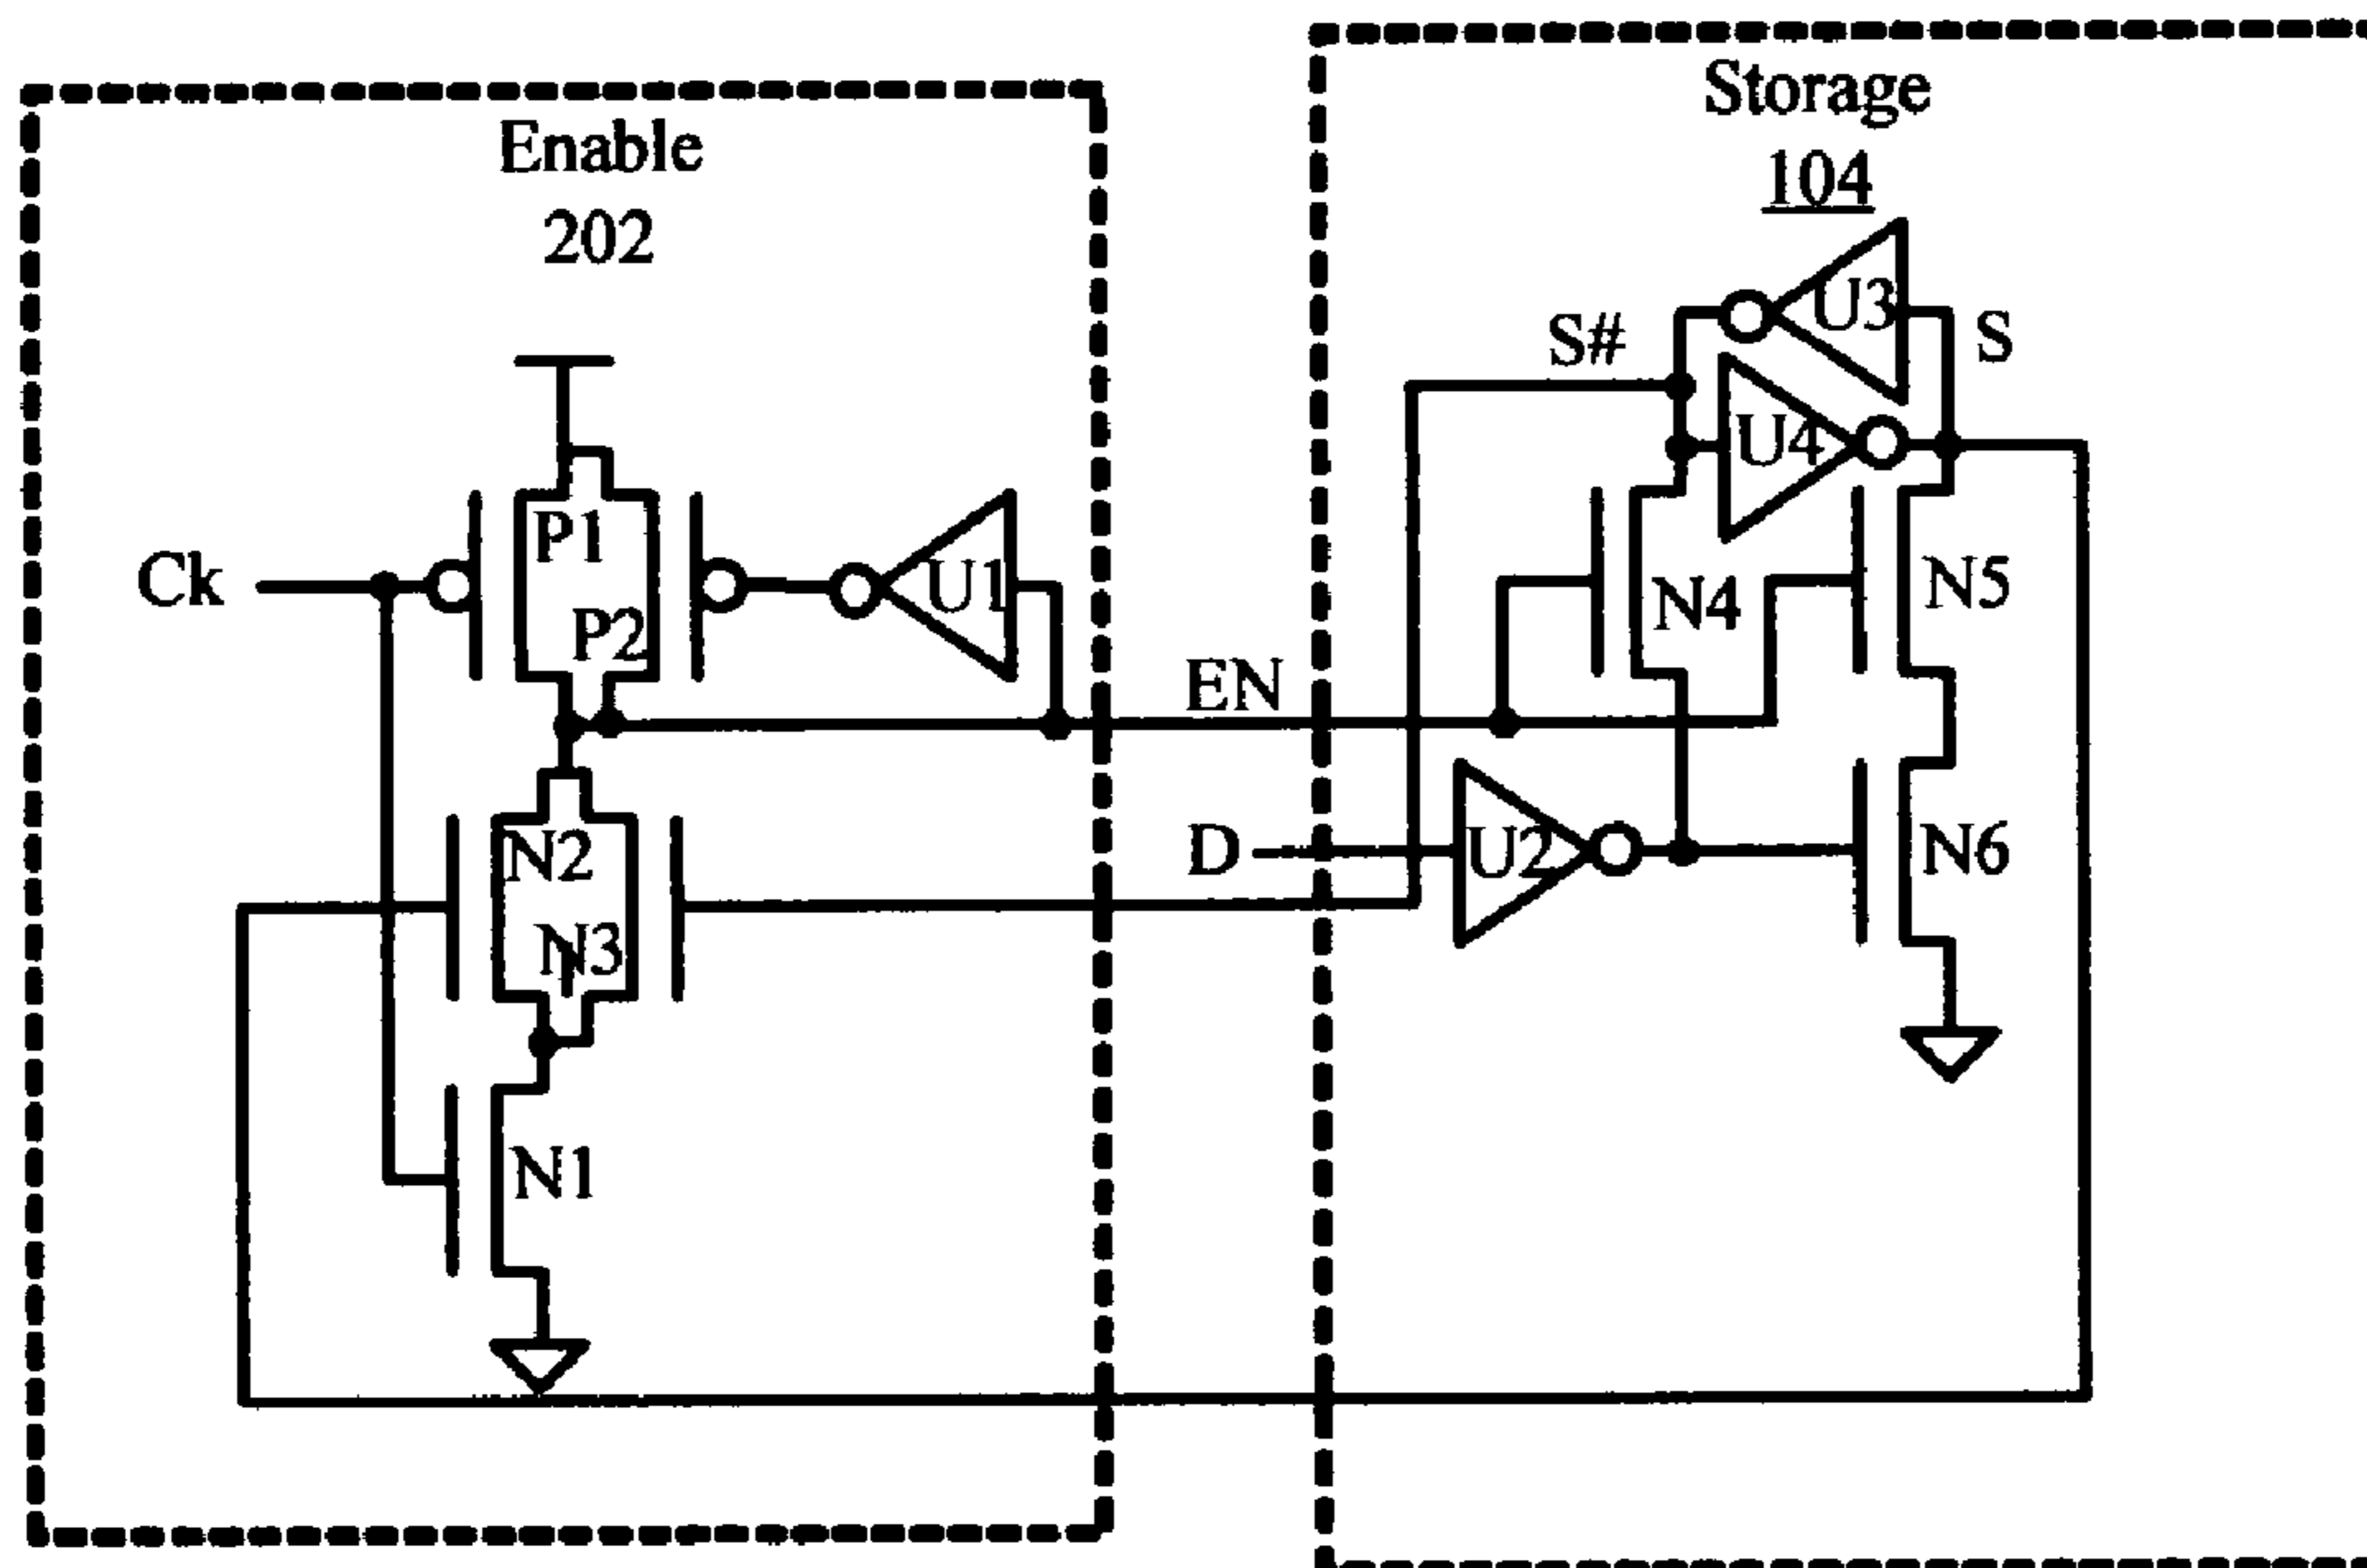 Enable
202
Storage
104
S#
U3
S
U4
P1
Ck
P2
U1
N4
N5
EN
D
U2
N6
N2
N3
N1